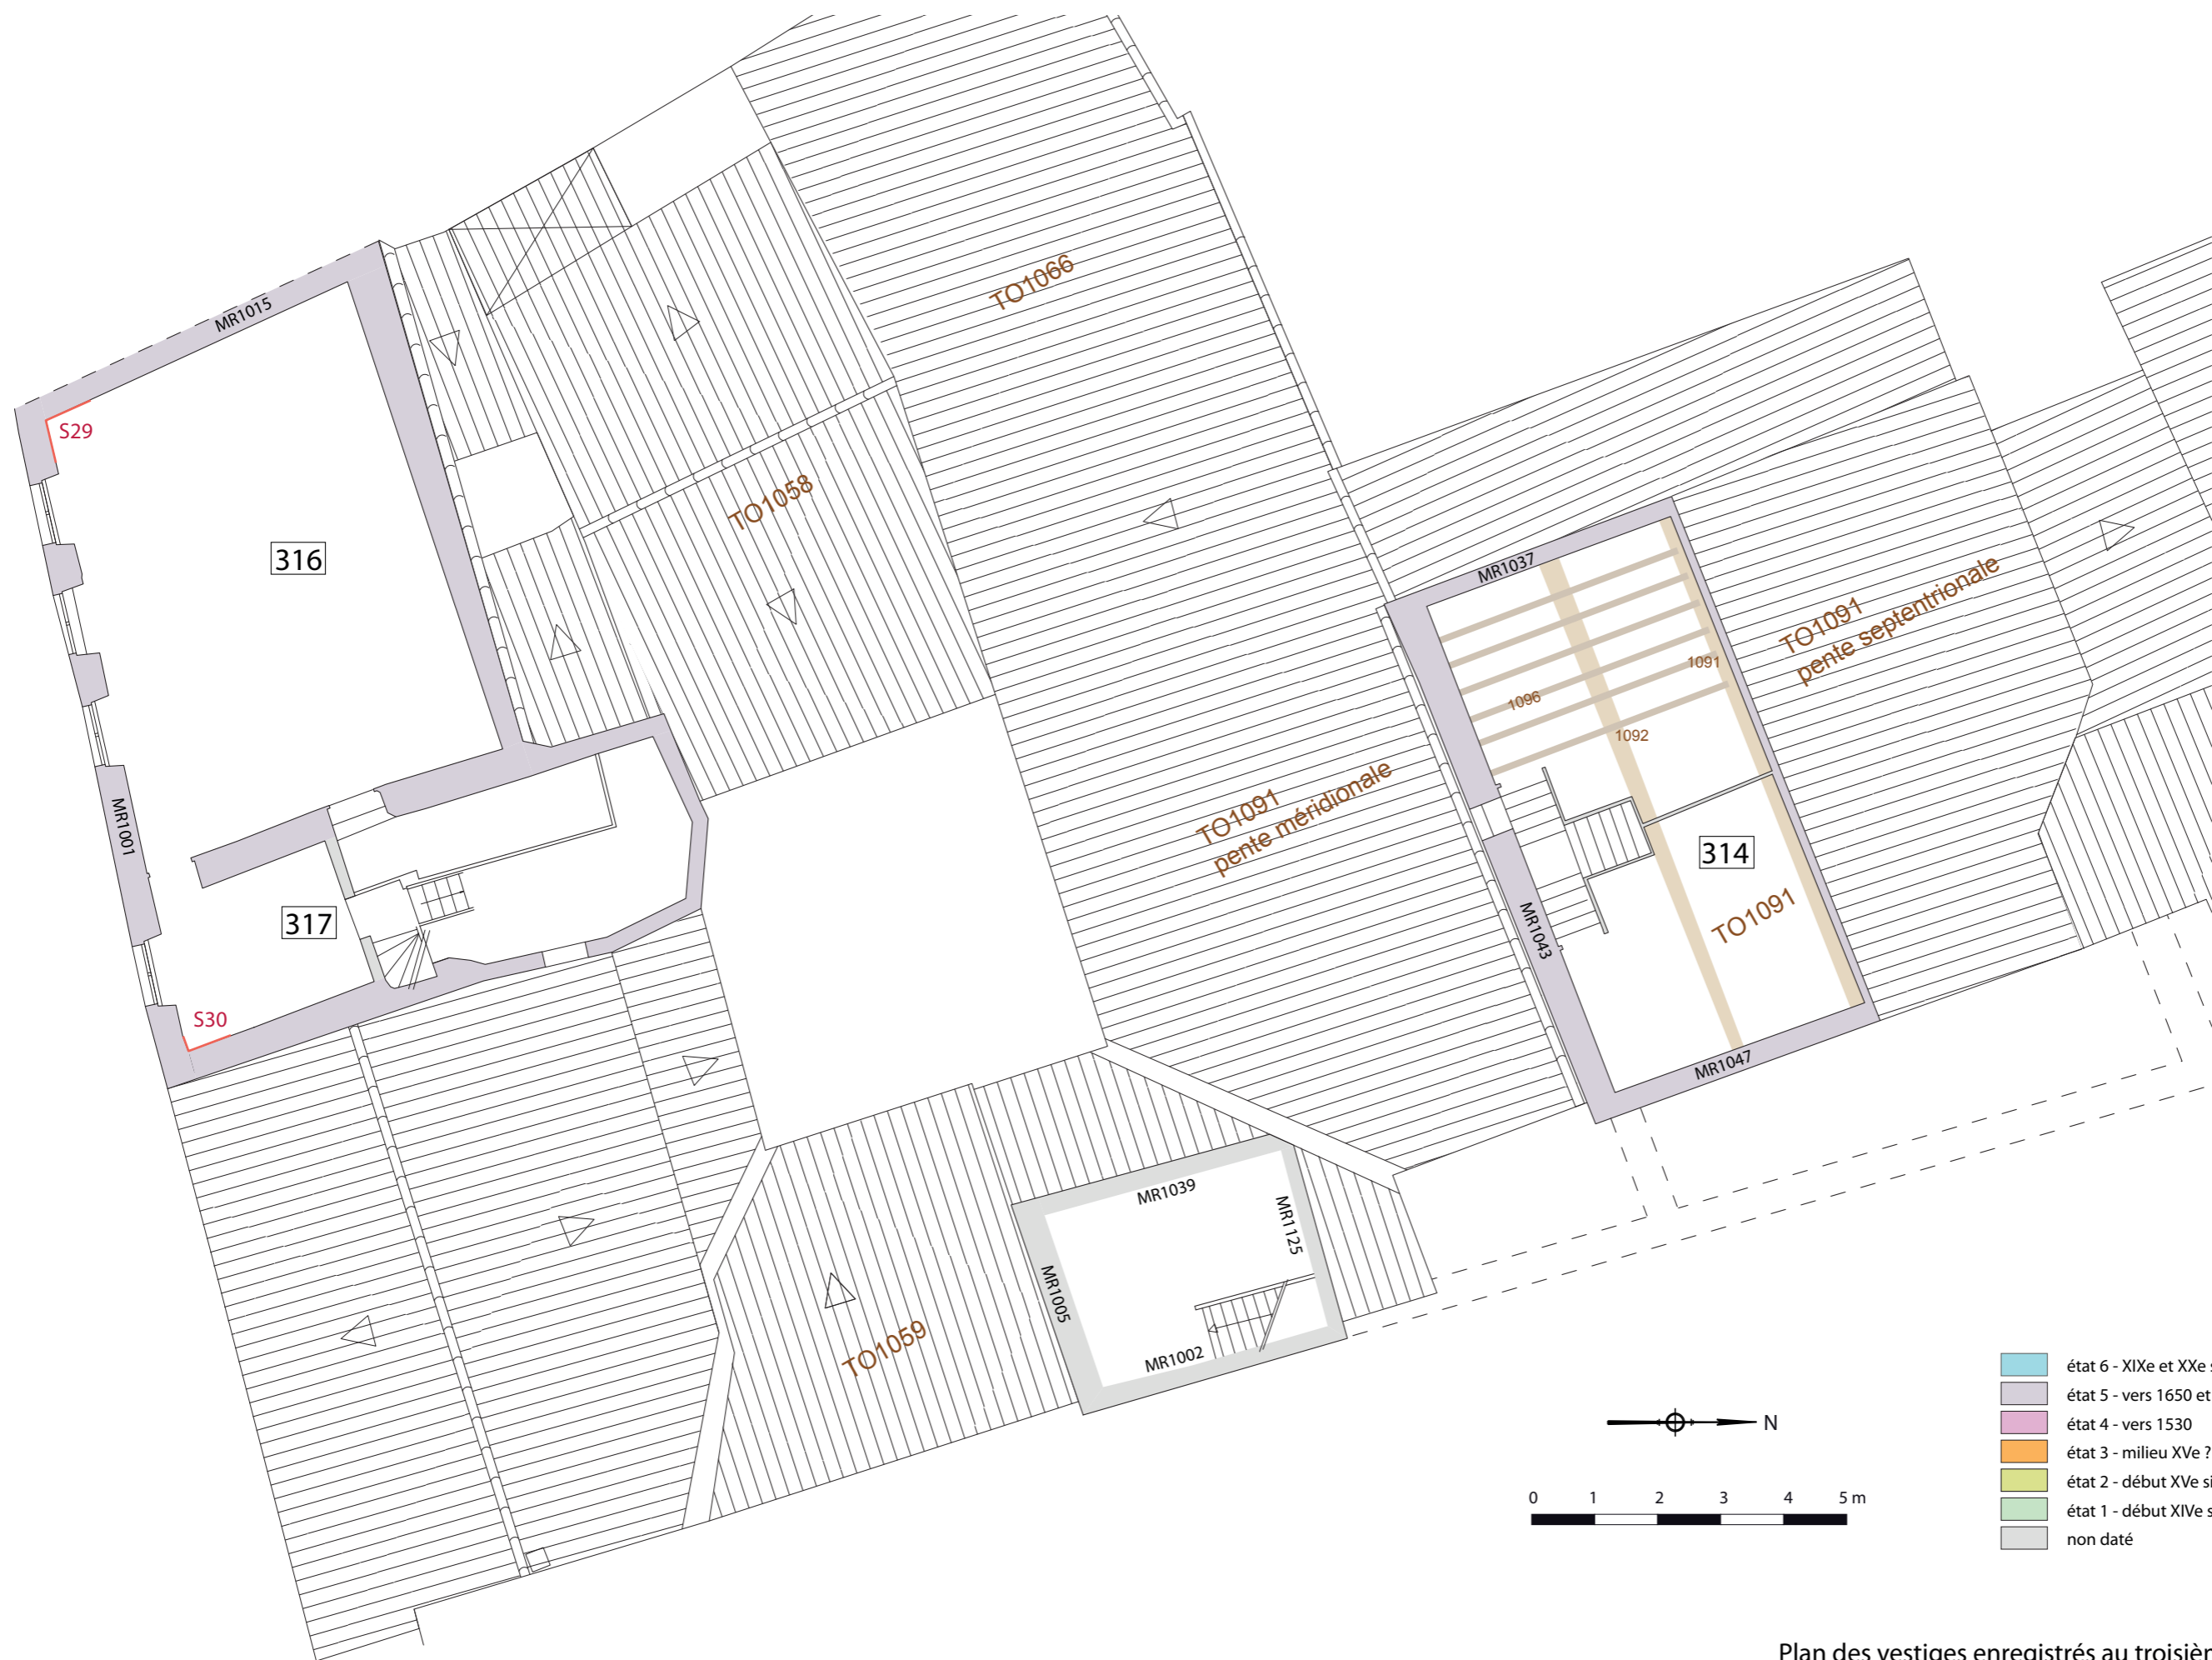 MR1015
S29
316
TO1066
TO1058
MR1037
TO1091
pente septentrionale
1091
1096
1092
TO1091
pente méridionale
MR1001
314
317
TO1091
MR1043
S30
MR1047
MR1039
MR1125
MR1005
MR1002
TO1059
N
0 1 2 3 4 5 m
état 6 - XIXe et XXe s
état 5 - vers 1650 et
état 4 - vers 1530
état 3 - milieu XVe ?
état 2 - début XVe si
état 1 - début XIVe s
non daté
Plan des vestiges enregistrés au troisièm